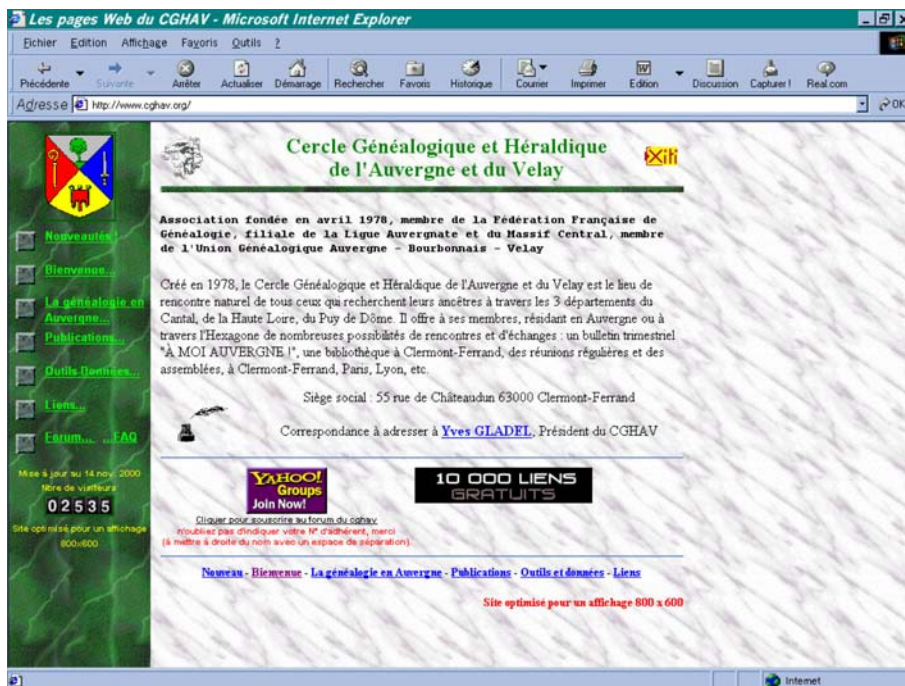 Les pages Web du CGHAV - Microsoft Internet Explorer
Fichier Edition Affichage Favoris Outils ?
Précédente Suivante Arrêter Actualiser Démarrage Rechercher Favoris Historique Courrier Imprimer Edition Discussion Capturer ! Real.com
Adresse http://www.cghav.org/ OK
Cercle Généalogique et Héraldique
de l'Auvergne et du Velay
Xiti
Association fondée en avril 1978, membre de la Fédération Française de
Généalogie, filiale de la Ligue Auvergnate et du Massif Central, membre
de l'Union Généalogique Auvergne - Bourbonnais - Velay
Créé en 1978, le Cercle Généalogique et Héraldique de l'Auvergne et du Velay est le lieu de
rencontre naturel de tous ceux qui recherchent leurs ancêtres à travers les 3 départements du
Cantal, de la Haute Loire, du Puy de Dôme. Il offre à ses membres, résidant en Auvergne ou à
travers l'Hexagone de nombreuses possibilités de rencontres et d'échanges : un bulletin trimestriel
"À MOI AUVERGNE !", une bibliothèque à Clermont-Ferrand, des réunions régulières et des
assemblées, à Clermont-Ferrand, Paris, Lyon, etc.
Siège social : 55 rue de Châteaudun 63000 Clermont-Ferrand
Correspondance à adresser à Yves GLADEL, Président du CGHAV
Nouveautés !
Bienvenue...
La généalogie en
Auvergne...
Publications...
Outils Données...
Liens...
Forum... ...FAQ
Mise à jour au 14 nov. 2000
Nbre de visiteurs
02535
Site optimisé pour un affichage
800x600
YAHOO!
Groups
Join Now!
10 000 LIENS
GRATUITS
Cliquer pour souscrire au forum du cghav
n'oubliez pas d'indiquer votre N° d'adhérent, merci
(à mettre à droite du nom avec un espace de séparation)
Nouveau - Bienvenue - La généalogie en Auvergne - Publications - Outils et données - Liens
Site optimisé pour un affichage 800 x 600
Internet